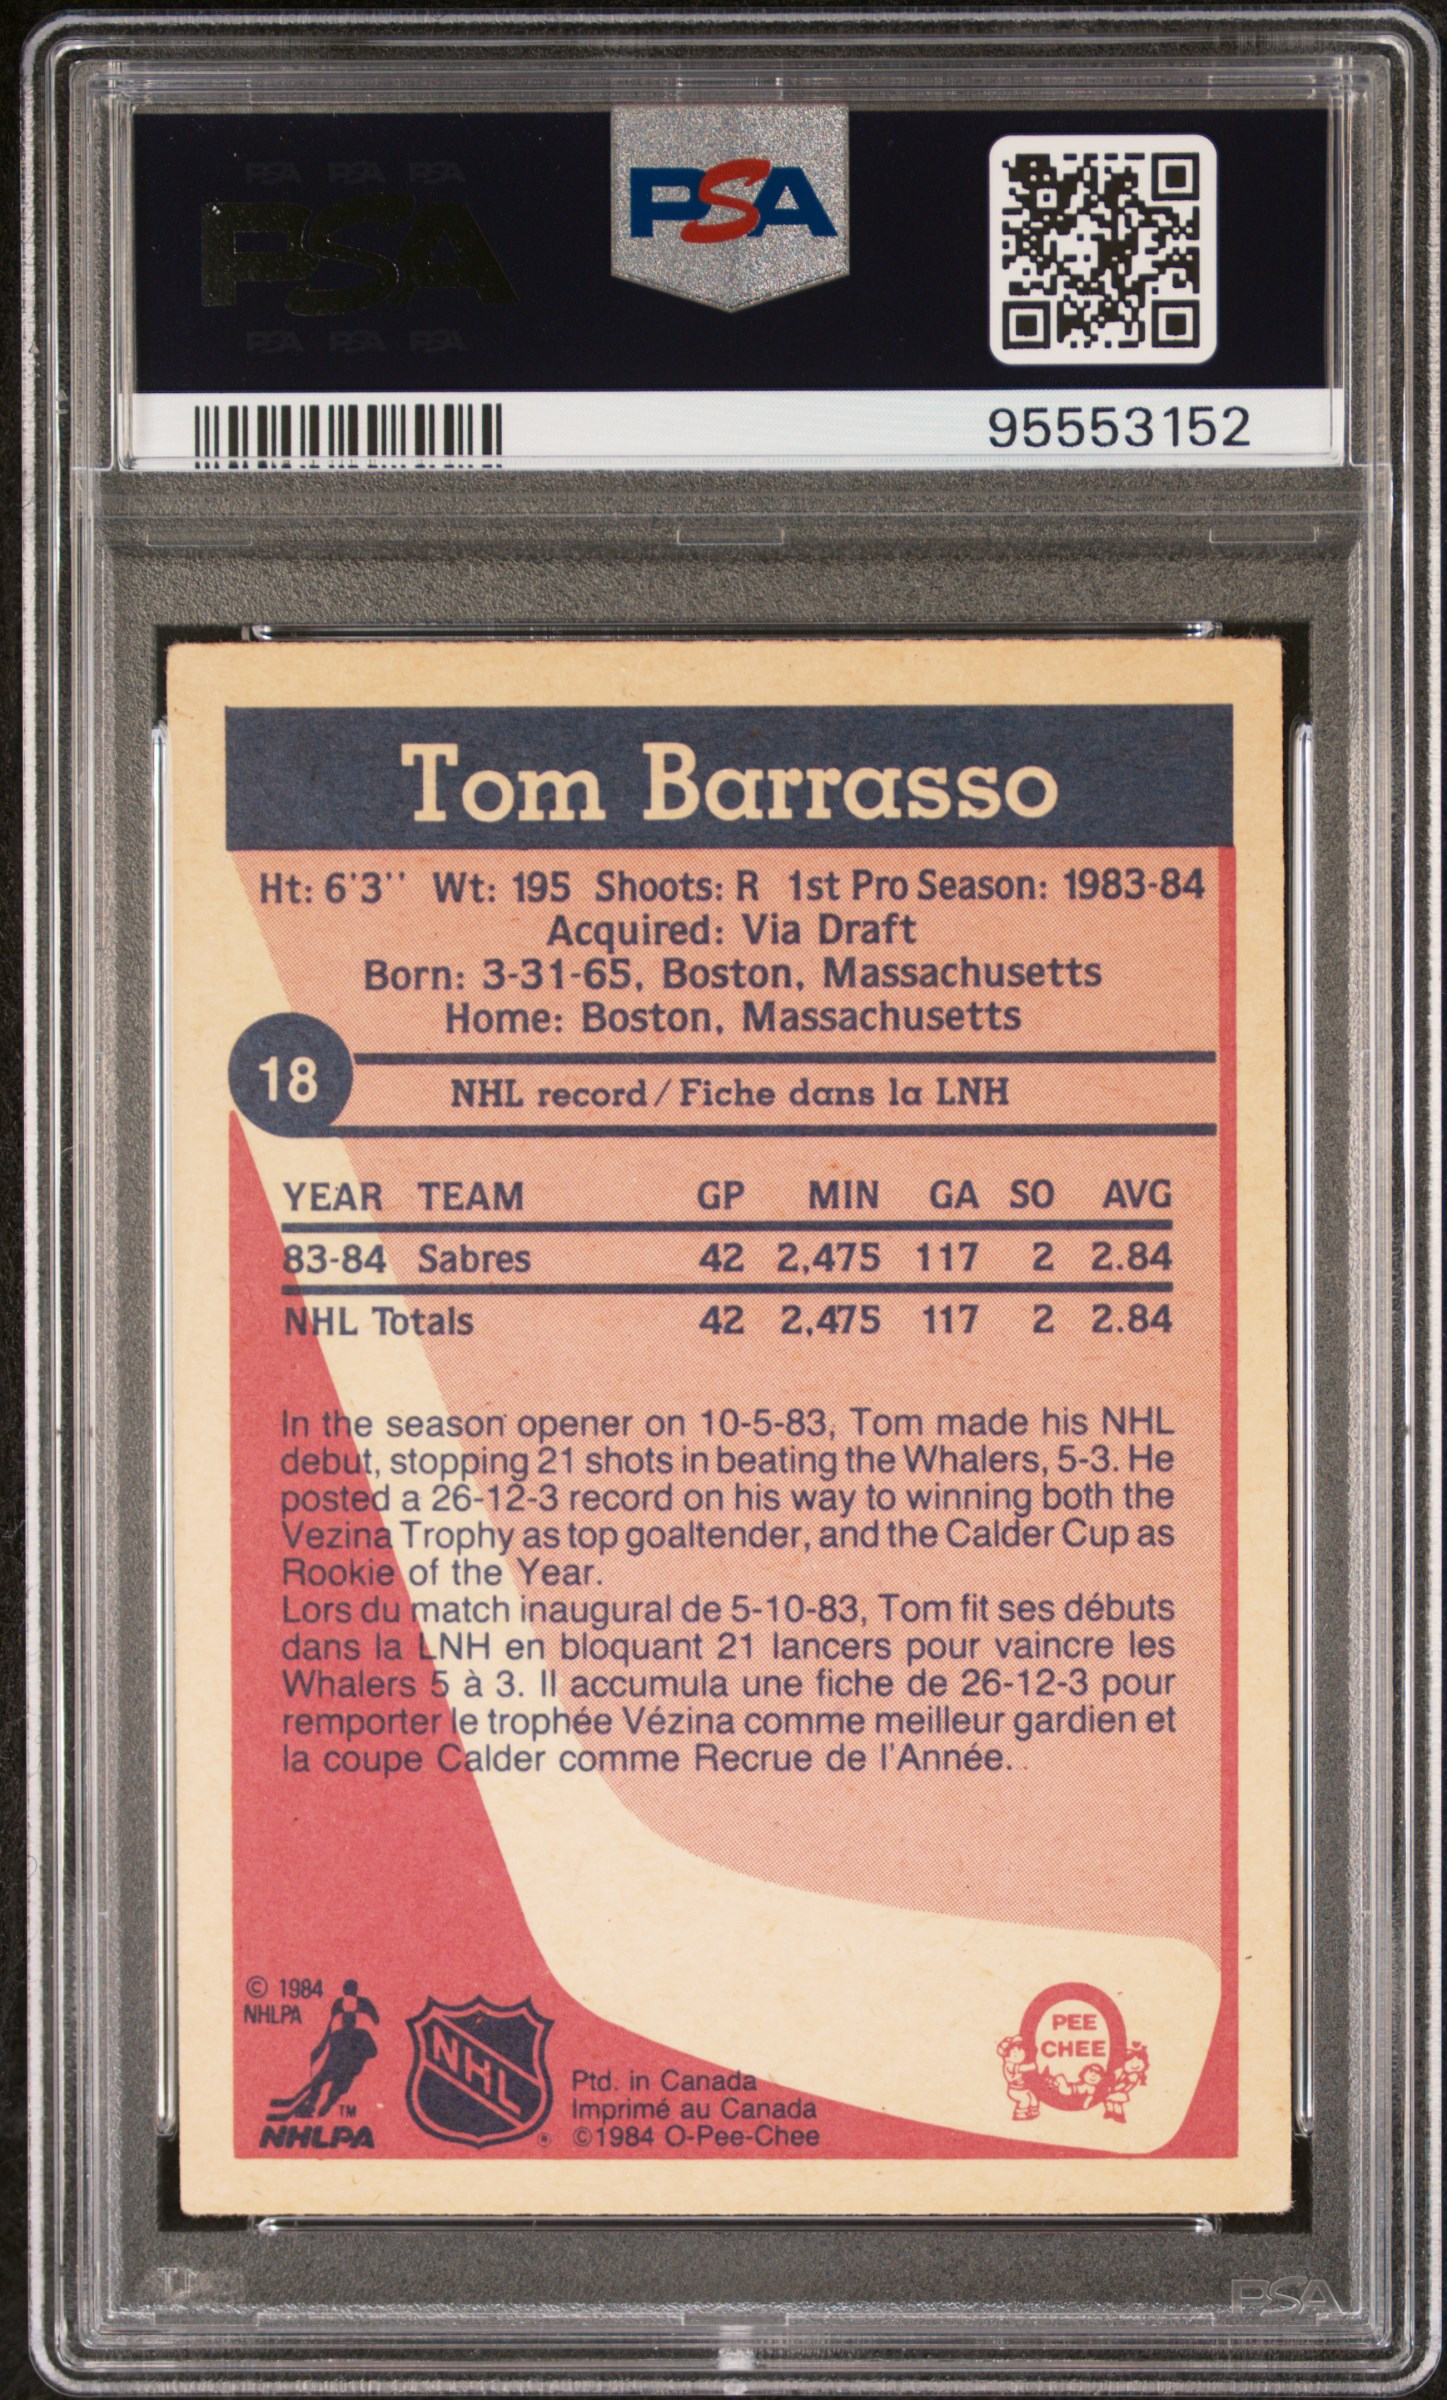 PSA PSA PSA
PSA
PSA PSA PSA
PSA
95553152
Tom Barrasso
Ht: 6'3'' Wt: 195 Shoots: R 1st Pro Season: 1983-84
Acquired: Via Draft
Born: 3-31-65, Boston, Massachusetts
Home: Boston, Massachusetts
18
NHL record / Fiche dans la LNH
YEAR TEAM GP MIN GA SO AVG
83-84 Sabres 42 2,475 117 2 2.84
NHL Totals 42 2,475 117 2 2.84
In the season opener on 10-5-83, Tom made his NHL
debut, stopping 21 shots in beating the Whalers, 5-3. He
posted a 26-12-3 record on his way to winning both the
Vezina Trophy as top goaltender, and the Calder Cup as
Rookie of the Year.
Lors du match inaugural de 5-10-83, Tom fit ses débuts
dans la LNH en bloquant 21 lancers pour vaincre les
Whalers 5 à 3. Il accumula une fiche de 26-12-3 pour
remporter le trophée Vézina comme meilleur gardien et
la coupe Calder comme Recrue de l'Année.
© 1984
NHLPA
TM
NHLPA
NHL
®
Ptd. in Canada
Imprimé au Canada
©1984 O-Pee-Chee
PEE
CHEE
PSA